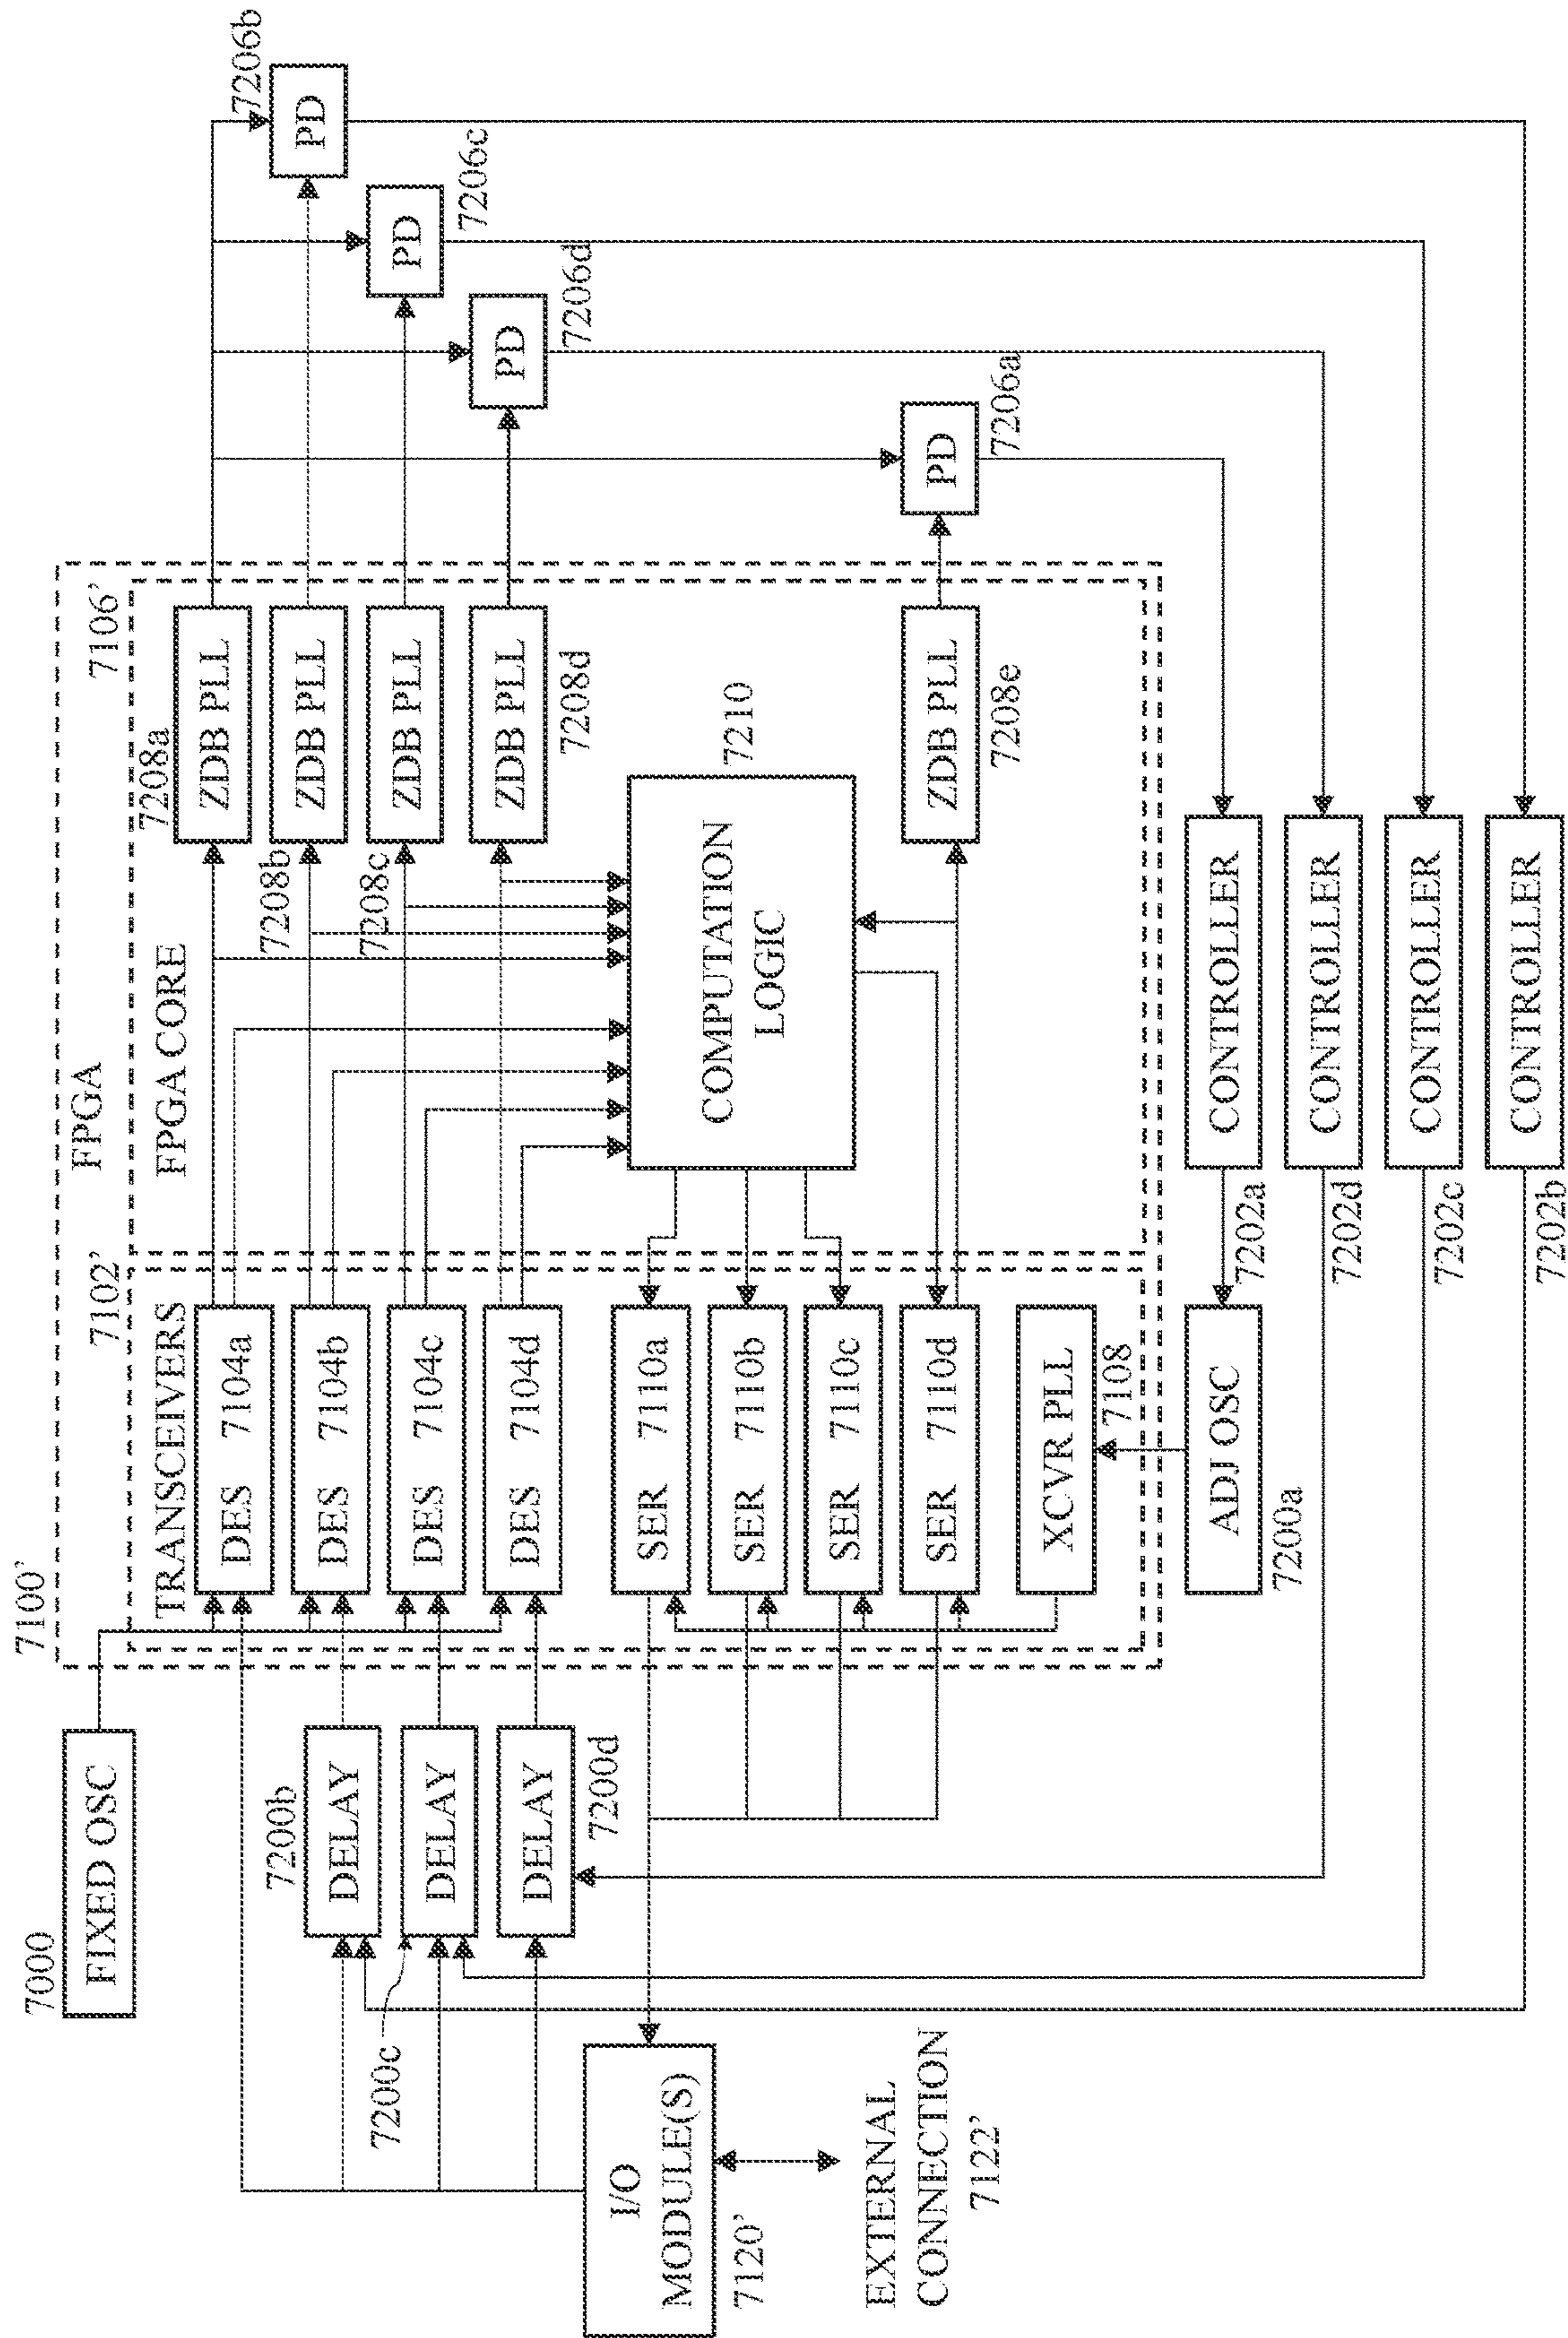 7100'
FPGA
7000
FIXED OSC
7102'
7106'
TRANSCEIVERS
FPGA CORE
7208a
DES 7104a
ZDB PLL
7206b
7200b
DELAY
DES 7104b
7208b
ZDB PLL
PD
7200c
DELAY
DES 7104c
7208c
ZDB PLL
PD
7206c
DELAY
7200d
DES 7104d
ZDB PLL
7208d
PD
7206d
I/O
MODULE(S)
7120'
SER 7110a
SER 7110b
SER 7110c
SER 7110d
COMPUTATION
LOGIC
7210
EXTERNAL
CONNECTION
7122'
ZDB PLL
7208e
PD
7206a
XCVR PLL
7108
ADJ OSC
7200a
CONTROLLER
7202a
CONTROLLER
7202d
CONTROLLER
7202c
CONTROLLER
7202b